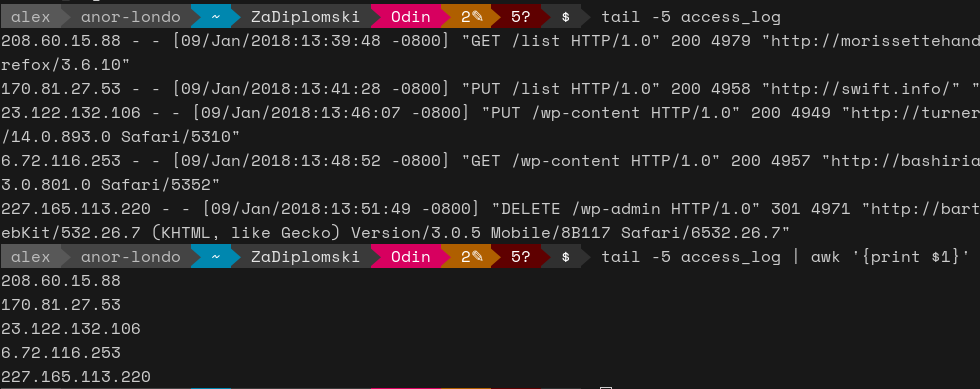 alex anor-londo ~ ZaDiplomski Odin 2✎ 5? $ tail -5 access_log
208.60.15.88 - - [09/Jan/2018:13:39:48 -0800] "GET /list HTTP/1.0" 200 4979 "http://morissettehand
refox/3.6.10"
170.81.27.53 - - [09/Jan/2018:13:41:28 -0800] "PUT /list HTTP/1.0" 200 4958 "http://swift.info/" "
23.122.132.106 - - [09/Jan/2018:13:46:07 -0800] "PUT /wp-content HTTP/1.0" 200 4949 "http://turner
/14.0.893.0 Safari/5310"
6.72.116.253 - - [09/Jan/2018:13:48:52 -0800] "GET /wp-content HTTP/1.0" 200 4957 "http://bashiria
3.0.801.0 Safari/5352"
227.165.113.220 - - [09/Jan/2018:13:51:49 -0800] "DELETE /wp-admin HTTP/1.0" 301 4971 "http://bart
ebKit/532.26.7 (KHTML, like Gecko) Version/3.0.5 Mobile/8B117 Safari/6532.26.7"
alex anor-londo ~ ZaDiplomski Odin 2✎ 5? $ tail -5 access_log | awk '{print $1}'
208.60.15.88
170.81.27.53
23.122.132.106
6.72.116.253
227.165.113.220